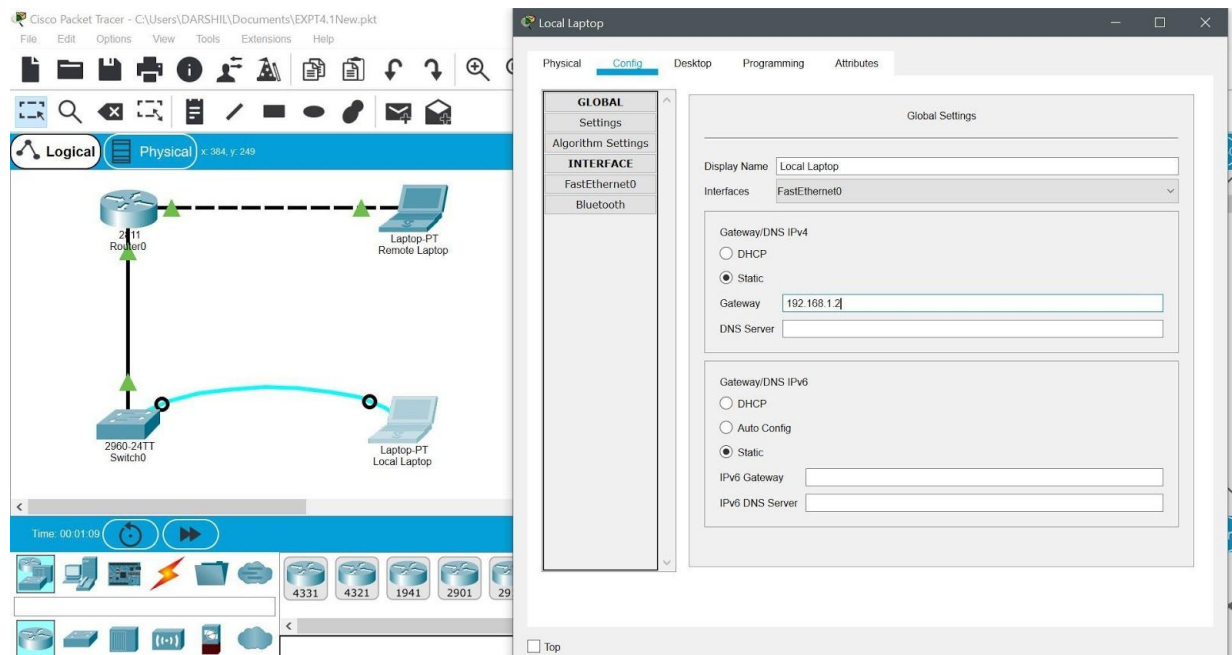 Cisco Packet Tracer - C:\Users\DARSHIL\Documents\EXPT4.1New.pkt
File Edit Options View Tools Extensions Help
Logical Physical x: 384, y: 249
2811
Router0
Laptop-PT
Remote Laptop
2960-24TT
Switch0
Laptop-PT
Local Laptop
Time: 00:01:09
4331 4321 1941 2901
Local Laptop
Physical Config Desktop Programming Attributes
GLOBAL
Settings
Algorithm Settings
INTERFACE
FastEthernet0
Bluetooth
Global Settings
Display Name Local Laptop
Interfaces FastEthernet0
Gateway/DNS IPv4
DHCP
Static
Gateway 192.168.1.2
DNS Server
Gateway/DNS IPv6
DHCP
Auto Config
Static
IPv6 Gateway
IPv6 DNS Server
Top